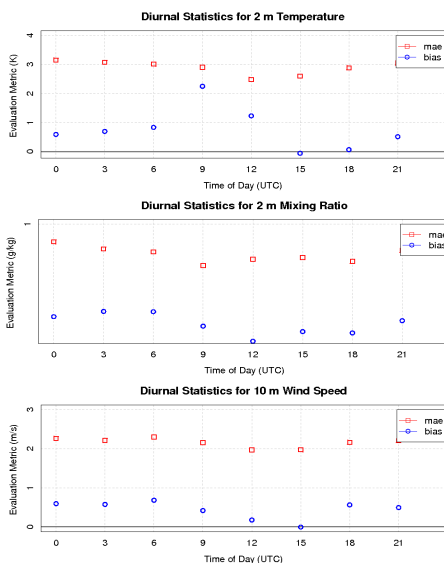 Diurnal Statistics for 2 m Temperature
Evaluation Metric (K)
4
3
2
1
0
mae
bias
0 3 6 9 12 15 18 21
Time of Day (UTC)
Diurnal Statistics for 2 m Mixing Ratio
Evaluation Metric (g/kg)
1
mae
bias
0 3 6 9 12 15 18 21
Time of Day (UTC)
Diurnal Statistics for 10 m Wind Speed
Evaluation Metric (m/s)
3
2
1
0
mae
bias
0 3 6 9 12 15 18 21
Time of Day (UTC)